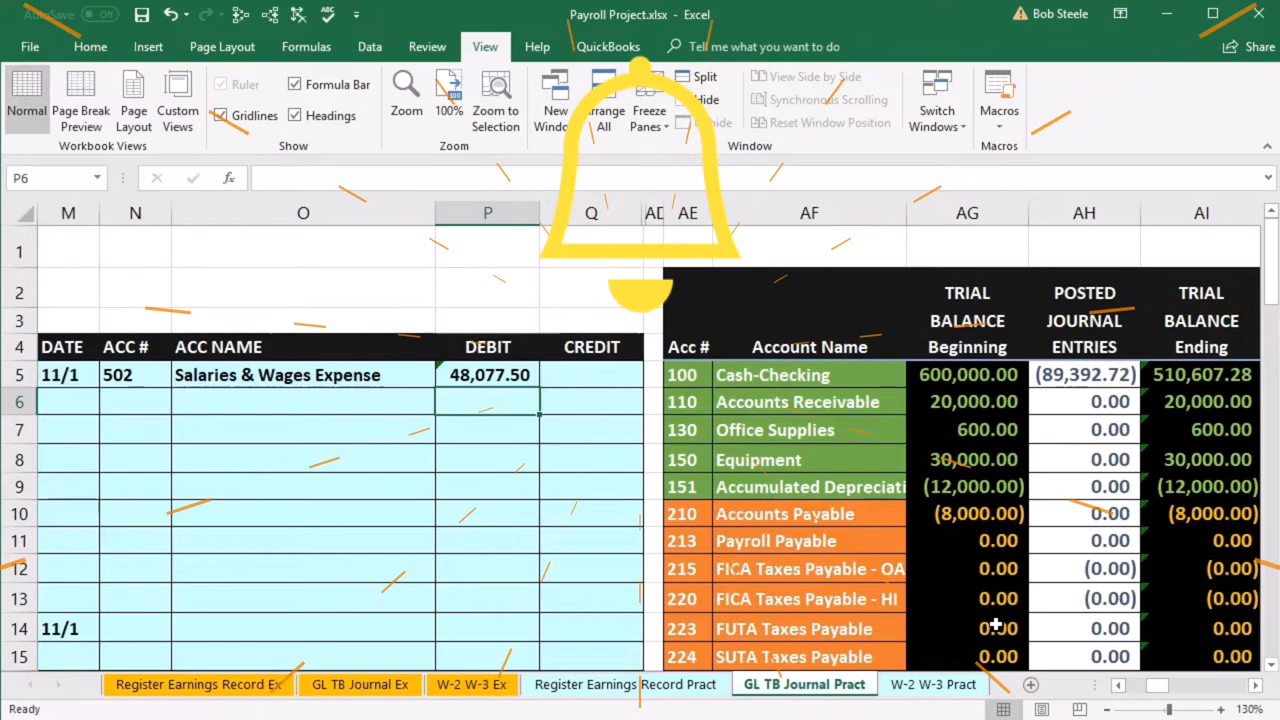 AutoSave Off
Payroll Project.xlsx - Excel
Bob Steele
File Home Insert Page Layout Formulas Data Review View Help QuickBooks Tell me what you want to do Share
Normal
Page Break Preview
Page Layout
Custom Views
Workbook Views
Ruler Formula Bar
Gridlines Headings
Show
Zoom
100%
Zoom to Selection
Zoom
New
Arrange All
Freeze Panes
Split
Hide
View Side by Side
Synchronous Scrolling
Reset Window Position
Window
Switch Windows
Macros
Macros
P6 fx
M N O P Q AD AE AF AG AH AI
1
2 TRIAL POSTED TRIAL
3 BALANCE JOURNAL BALANCE
4 DATE ACC # ACC NAME DEBIT CREDIT Acc # Account Name Beginning ENTRIES Ending
5 11/1 502 Salaries & Wages Expense 48,077.50 100 Cash-Checking 600,000.00 (89,392.72) 510,607.28
6 110 Accounts Receivable 20,000.00 0.00 20,000.00
7 130 Office Supplies 600.00 0.00 600.00
8 150 Equipment 30,000.00 0.00 30,000.00
9 151 Accumulated Depreciati (12,000.00) 0.00 (12,000.00)
10 210 Accounts Payable (8,000.00) 0.00 (8,000.00)
11 213 Payroll Payable 0.00 0.00 0.00
12 215 FICA Taxes Payable - OA 0.00 (0.00) (0.00)
13 220 FICA Taxes Payable - HI 0.00 (0.00) (0.00)
14 11/1 223 FUTA Taxes Payable 0.00 0.00 0.00
15 224 SUTA Taxes Payable 0.00 0.00 0.00
Register Earnings Record Ex GL TB Journal Ex W-2 W-3 Ex Register Earnings Record Pract GL TB Journal Pract W-2 W-3 Pract
Ready 130%